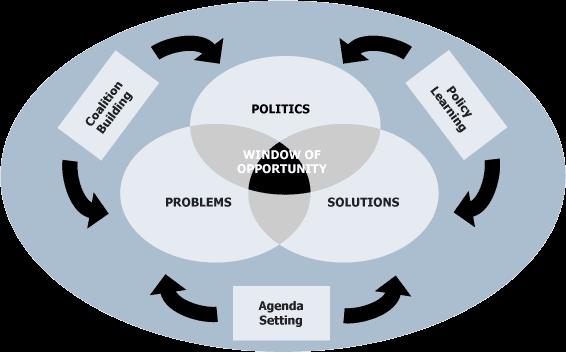 Coalition
Building
Policy
Learning
POLITICS
WINDOW OF
OPPORTUNITY
PROBLEMS
SOLUTIONS
Agenda
Setting